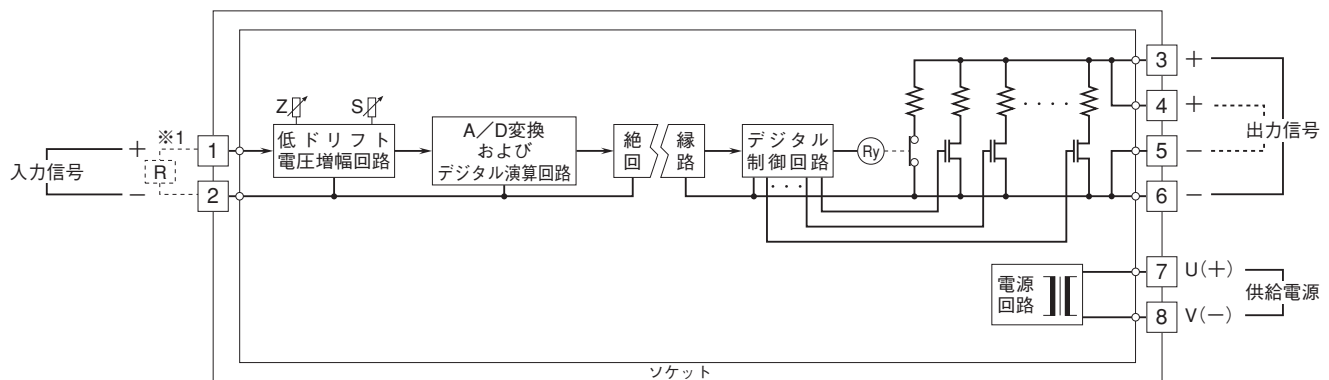 入力信号
＋
－
※1
R
1
2
Z
S
低ドリフト
電圧増幅回路
A／D変換
および
デジタル演算回路
絶
回
縁
路
デジタル
制御回路
Ry
3 ＋
4 ＋
5 －
6 －
出力信号
電源
回路
7 U(＋)
8 V(－)
供給電源
ソケット